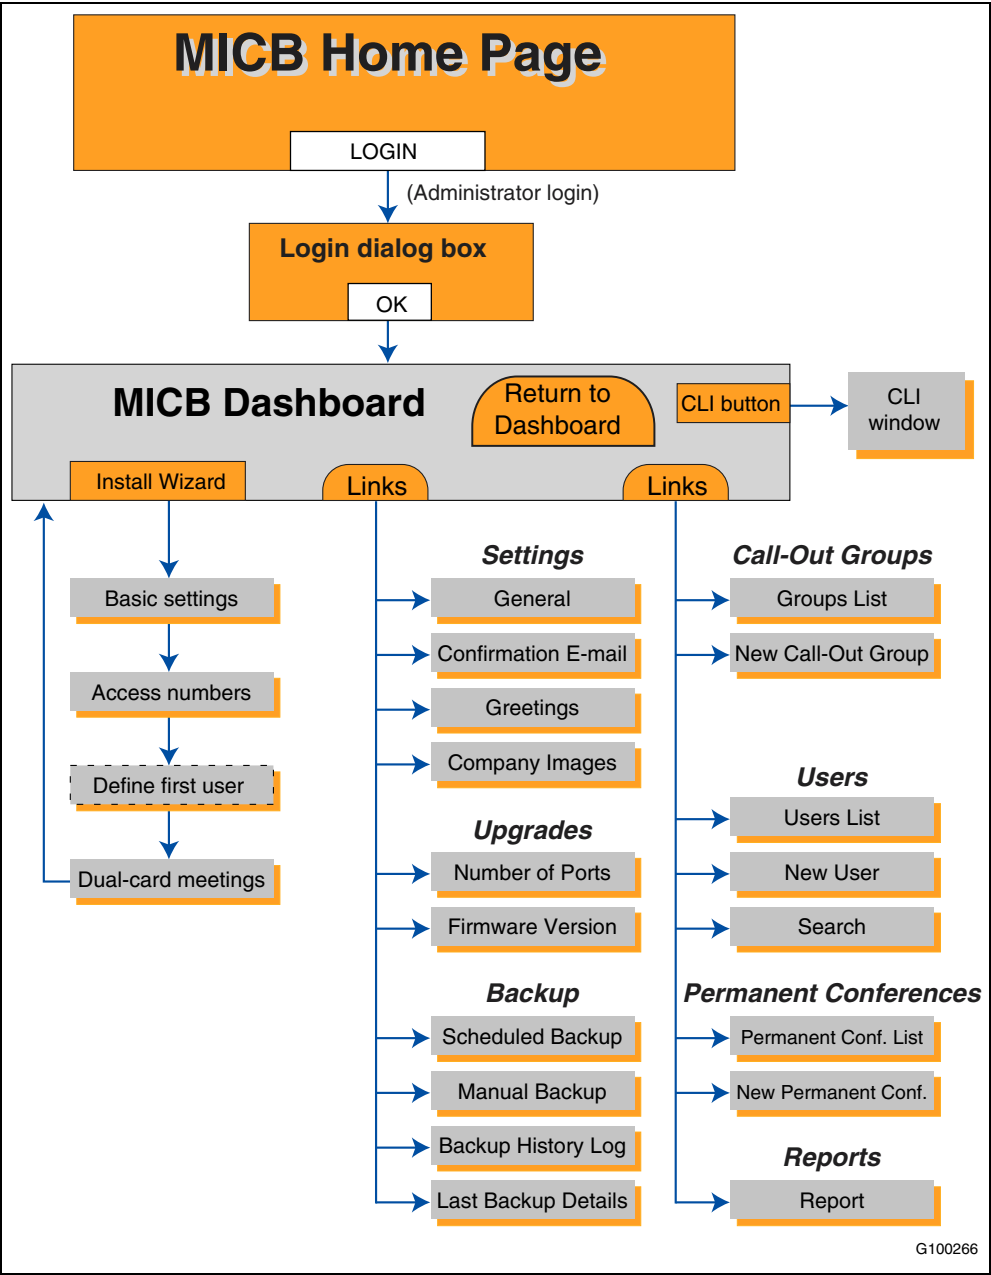 MICB Home Page
LOGIN
(Administrator login)
Login dialog box
OK
MICB Dashboard
Return to
Dashboard
CLI button
CLI
window
Install Wizard
Links
Links
Basic settings
Access numbers
Define first user
Dual-card meetings
Settings
General
Confirmation E-mail
Greetings
Company Images
Upgrades
Number of Ports
Firmware Version
Backup
Scheduled Backup
Manual Backup
Backup History Log
Last Backup Details
Call-Out Groups
Groups List
New Call-Out Group
Users
Users List
New User
Search
Permanent Conferences
Permanent Conf. List
New Permanent Conf.
Reports
Report
G100266